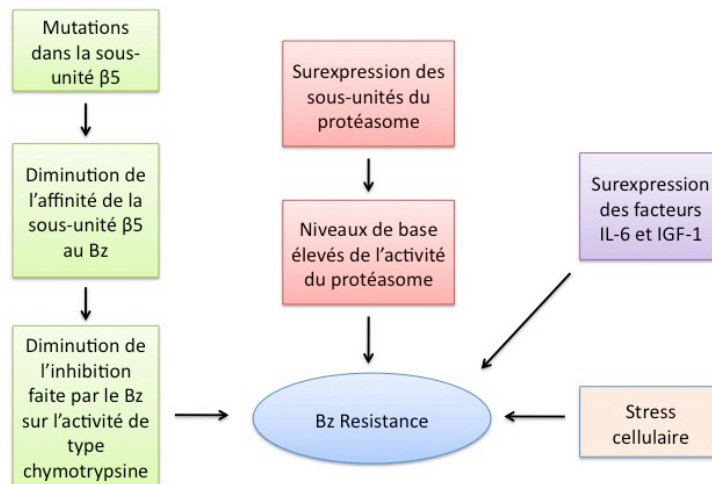 Mutations
dans la sous-
unité β5
Diminution de
l'affinité de la
sous-unité β5
au Bz
Diminution de
l'inhibition
faite par le Bz
sur l'activité de
type
chymotrypsine
Surexpression des
sous-unités du
protéasome
Niveaux de base
élevés de l'activité
du protéasome
Bz Resistance
Surexpression
des facteurs
IL-6 et IGF-1
Stress
cellulaire